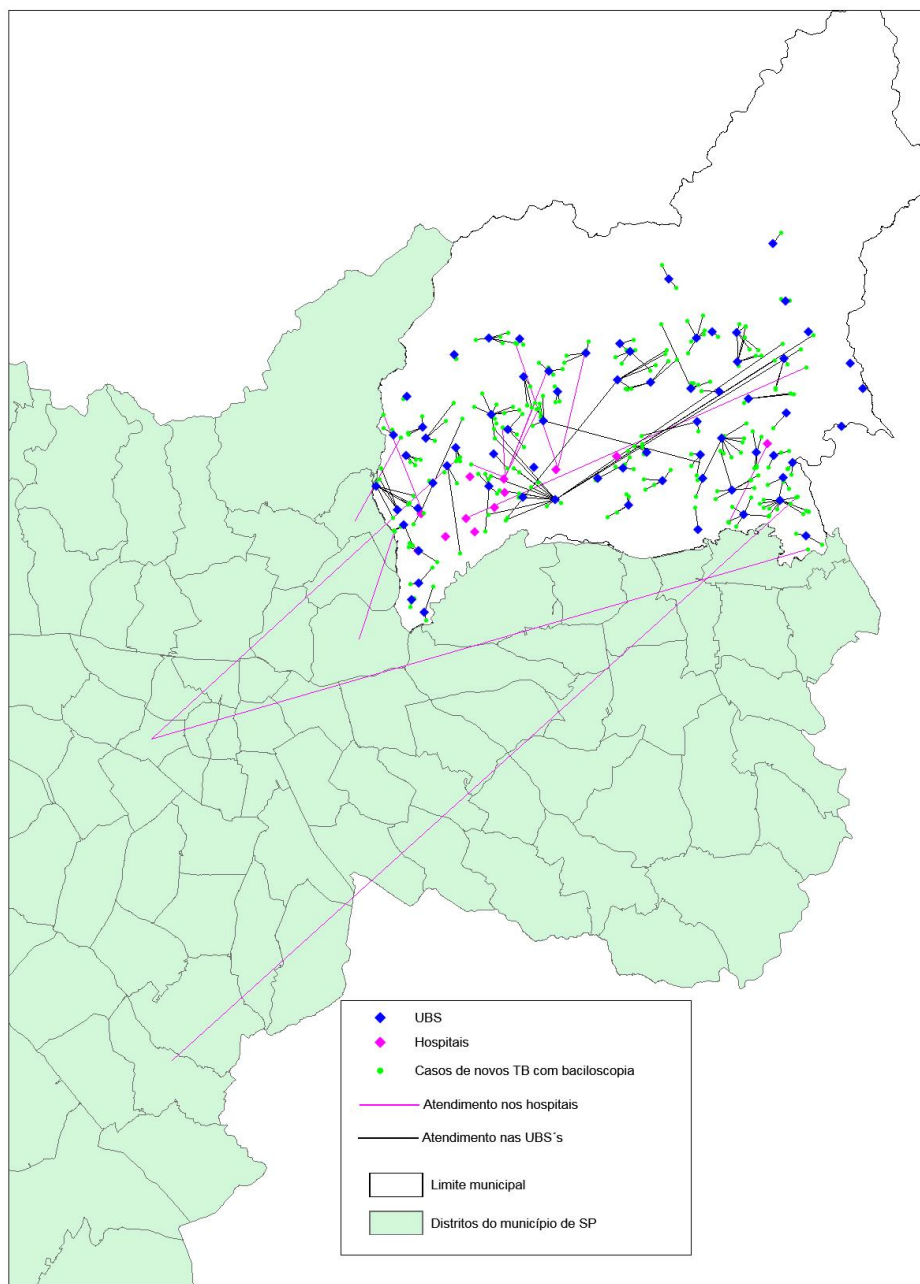 UBS
Hospitais
Casos de novos TB com baciloscopia
Atendimento nos hospitais
Atendimento nas UBS´s
Limite municipal
Distritos do município de SP